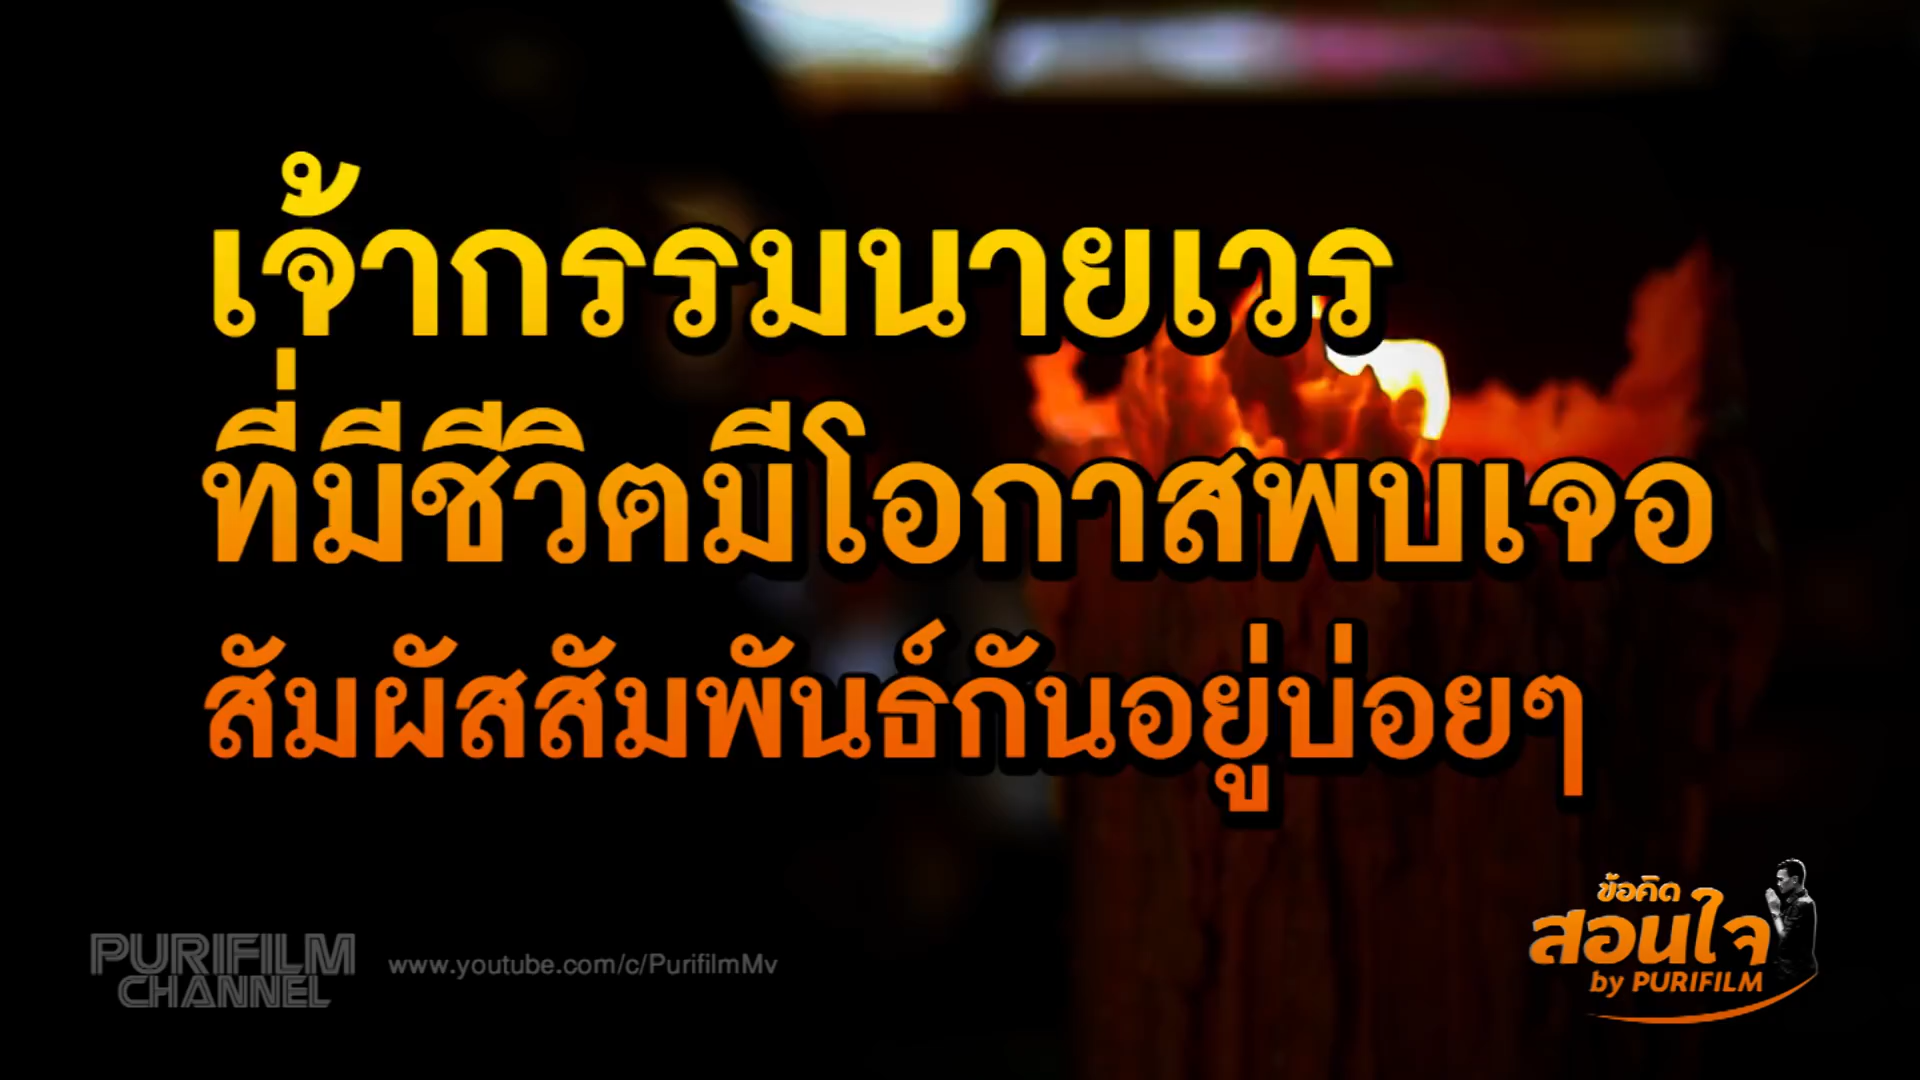 เจ้ากรรมนายเวร
ที่มีชีวิตมีโอกาสพบเจอ
สัมผัสสัมพันธ์กันอยู่บ่อยๆ
ข้อคิด
สอนใจ
by PURIFILM
PURIFILM
CHANNEL
www.youtube.com/c/PurifilmMv